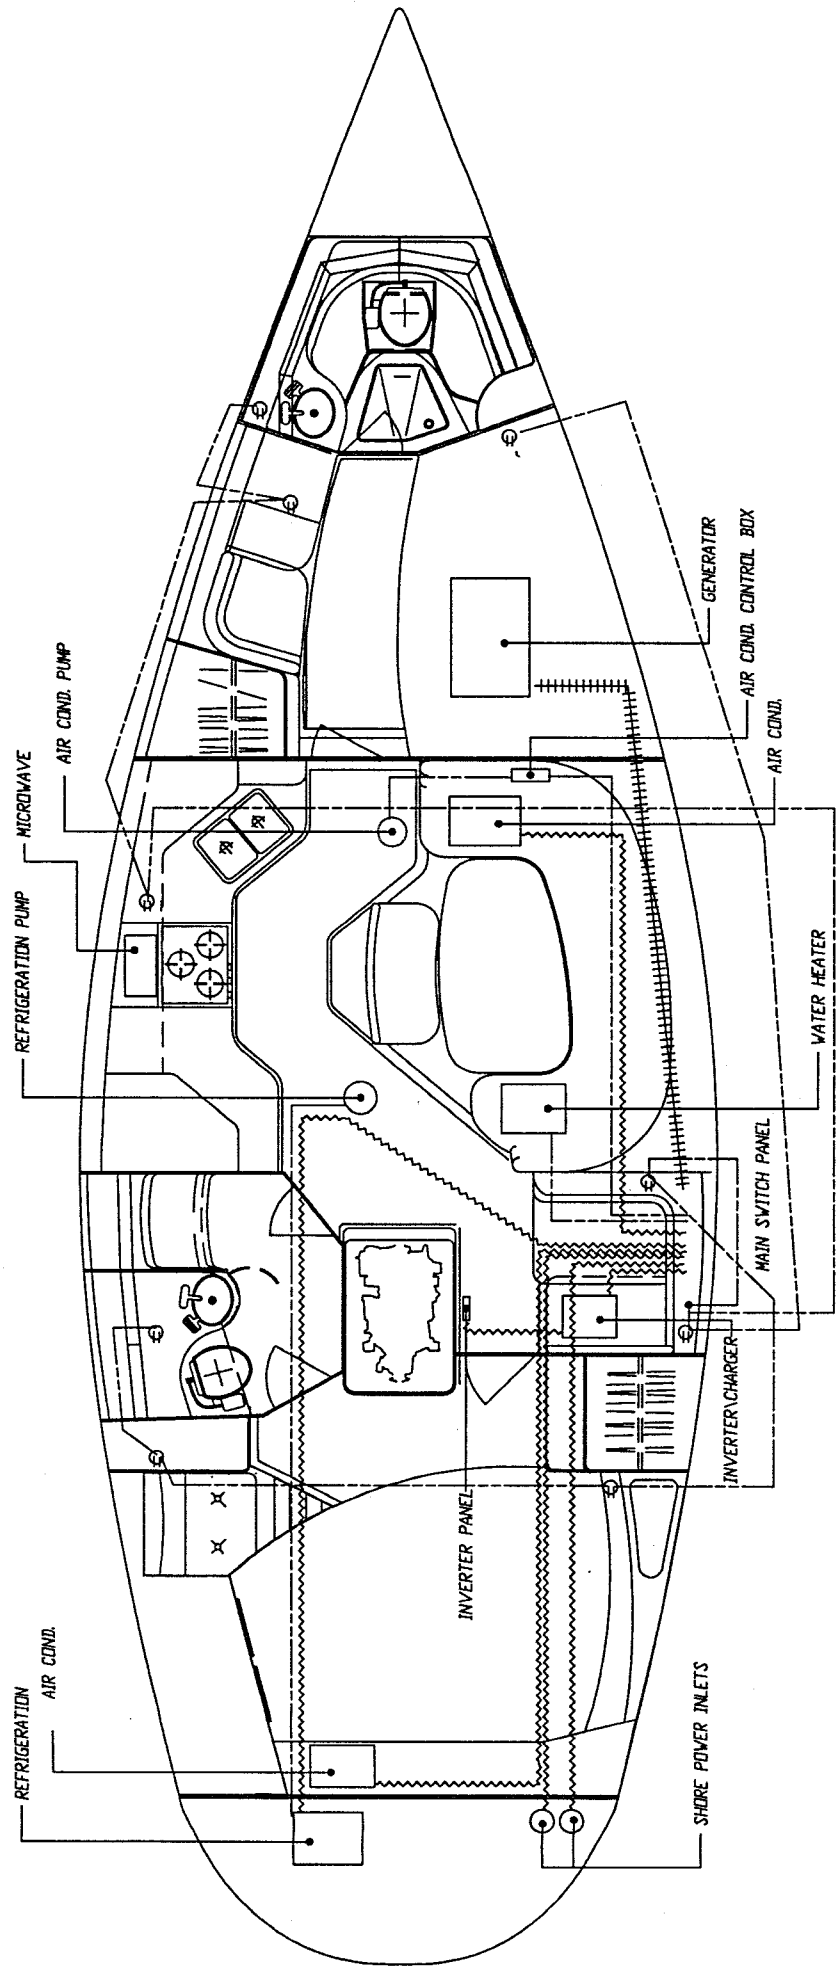 REFRIGERATION PUMP
MICROWAVE
AIR COND. PUMP
GENERATOR
AIR COND. CONTROL BOX
AIR COND.
WATER HEATER
MAIN SWITCH PANEL
INVERTER\CHARGER
INVERTER PANEL
REFRIGERATION
AIR COND.
SHORE POWER INLETS